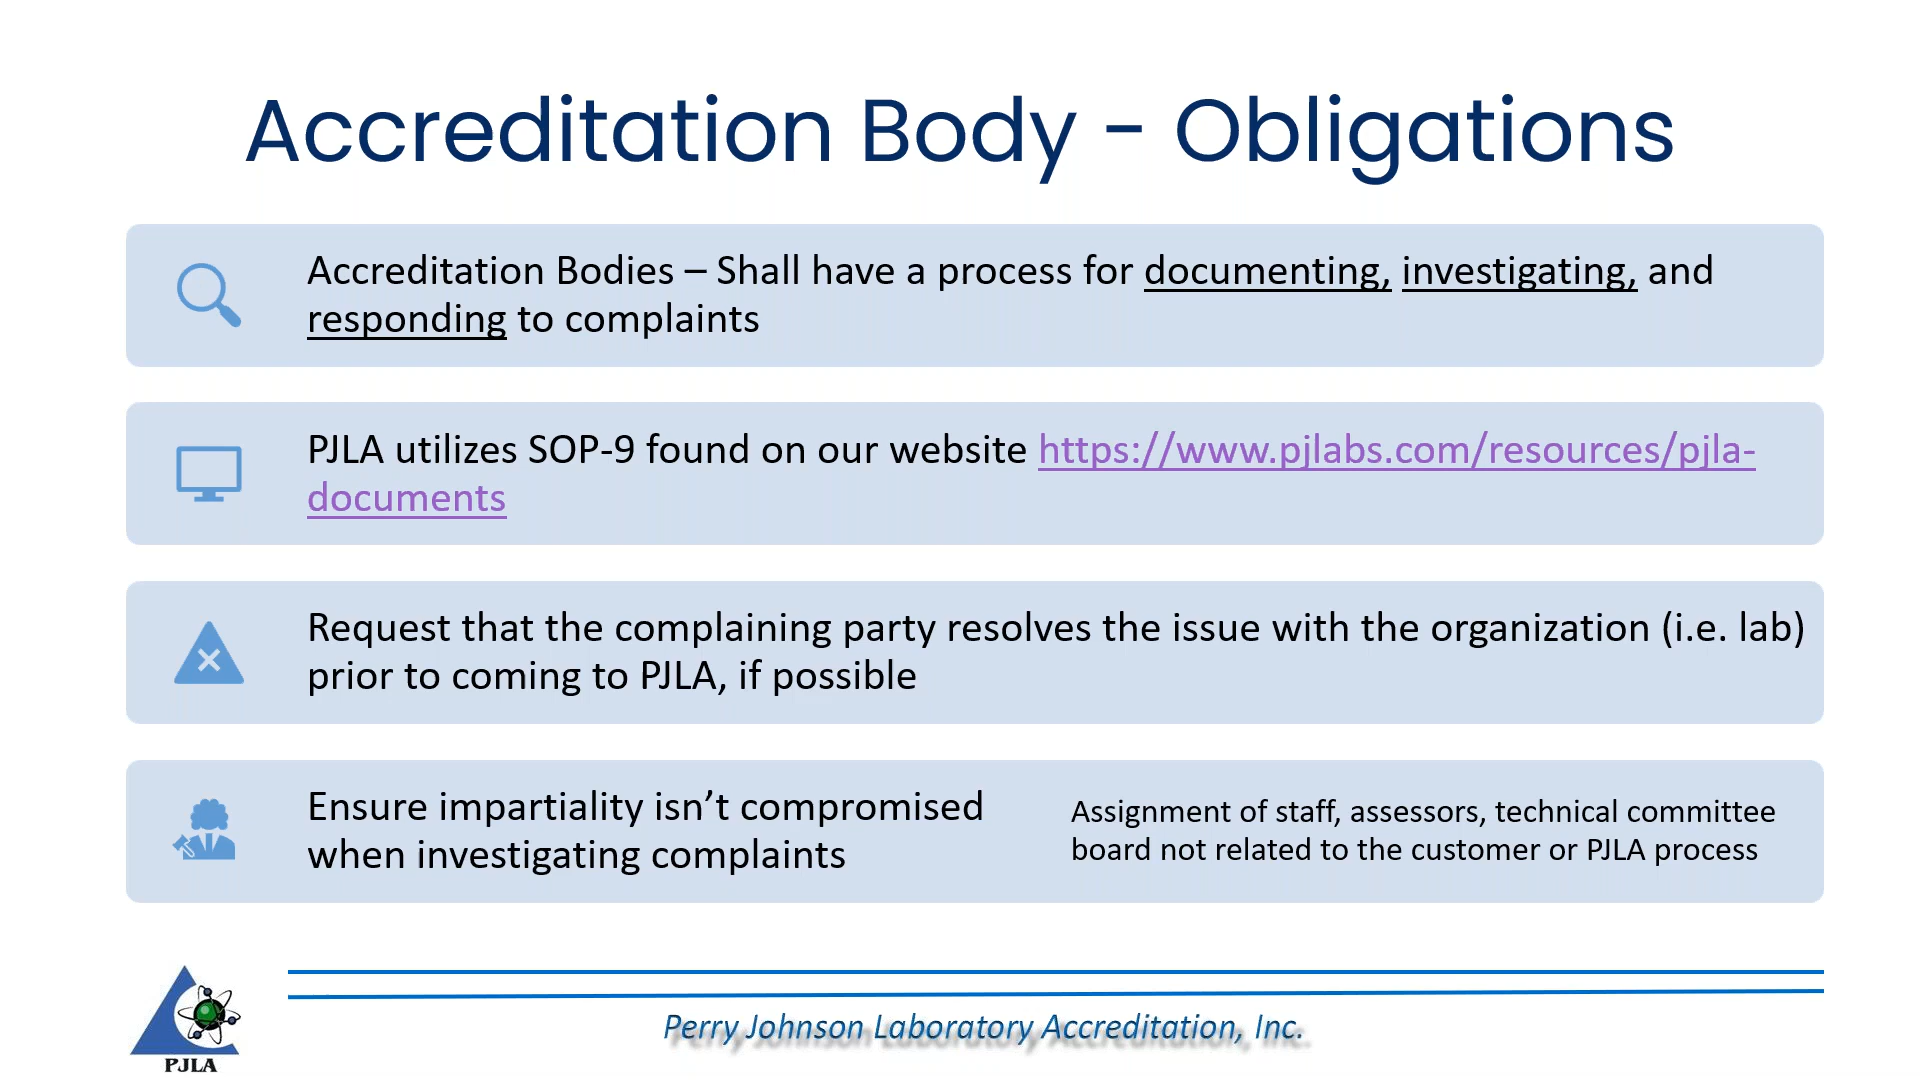 Accreditation Body - Obligations
Accreditation Bodies – Shall have a process for documenting, investigating, and
responding to complaints
PJLA utilizes SOP-9 found on our website https://www.pjlabs.com/resources/pjla-
documents
Request that the complaining party resolves the issue with the organization (i.e. lab)
prior to coming to PJLA, if possible
Ensure impartiality isn’t compromised
when investigating complaints
Assignment of staff, assessors, technical committee
board not related to the customer or PJLA process
Perry Johnson Laboratory Accreditation, Inc.
PJLA